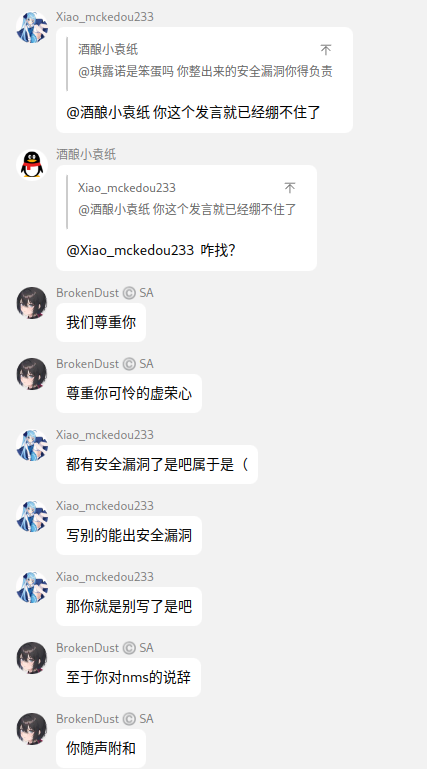 Xiao_mckedou233
酒酿小袁纸
@琪露诺是笨蛋吗 你整出来的安全漏洞你得负责
@酒酿小袁纸 你这个发言就已经绷不住了
酒酿小袁纸
Xiao_mckedou233
@酒酿小袁纸 你这个发言就已经绷不住了
@Xiao_mckedou233 咋找？
BrokenDust Ⓒ SA
我们尊重你
BrokenDust Ⓒ SA
尊重你可怜的虚荣心
Xiao_mckedou233
都有安全漏洞了是吧属于是（
Xiao_mckedou233
写别的能出安全漏洞
Xiao_mckedou233
那你就是别写了是吧
BrokenDust Ⓒ SA
至于你对nms的说辞
BrokenDust Ⓒ SA
你随声附和